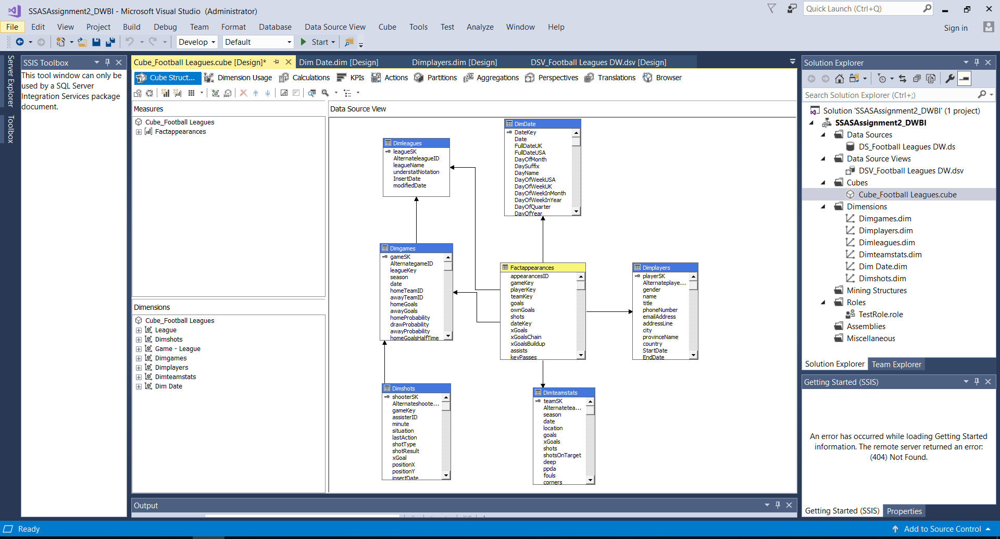 SSASAssignment2_DWBI - Microsoft Visual Studio (Administrator)
Quick Launch (Ctrl+Q)
File Edit View Project Build Debug Team Format Database Data Source View Cube Tools Test Analyze Window Help
Sign in
Develop Default Start
Server Explorer
Toolbox
SSIS Toolbox
This tool window can only be
used by a SQL Server
Integration Services package
document.
Cube_Football Leagues.cube [Design]* Dim Date.dim [Design] Dimplayers.dim [Design] DSV_Football Leagues DW.dsv [Design]
Cube Struct... Dimension Usage Calculations KPIs Actions Partitions Aggregations Perspectives Translations Browser
Measures
Cube_Football Leagues
Factappearances
Dimensions
Cube_Football Leagues
League
Dimshots
Game - League
Dimgames
Dimplayers
Dimteamstats
Dim Date
Data Source View
DimDate
DateKey
Date
FullDateUK
FullDateUSA
DayOfMonth
DaySuffix
DayName
DayOfWeekUSA
DayOfWeekUK
DayOfWeekInMonth
DayOfWeekInYear
DayOfQuarter
DayOfYear
Dimleagues
leagueSK
AlternateleagueID
leagueName
understatNotation
InsertDate
modifiedDate
Dimgames
gameSK
AlternategameID
leagueKey
season
date
homeTeamID
awayTeamID
homeGoals
awayGoals
homeProbability
drawProbability
awayProbability
homeGoalsHalfTime
Factappearances
appearancesID
gameKey
playerKey
teamKey
goals
ownGoals
shots
dateKey
xGoals
xGoalsChain
xGoalsBuildup
assists
keyPasses
Dimplayers
playerSK
Alternateplaye...
gender
name
title
phoneNumber
emailAddress
addressLine
city
provinceName
country
StartDate
EndDate
Dimshots
shooterSK
Alternateshoote...
gameKey
assisterID
minute
situation
lastAction
shotType
shotResult
xGoal
positionX
positionY
insertDate
Dimteamstats
teamSK
Alternatetea...
season
date
location
goals
xGoals
shots
shotsOnTarget
deep
ppda
fouls
corners
Output
Solution Explorer
Search Solution Explorer (Ctrl+;)
Solution 'SSASAssignment2_DWBI' (1 project)
SSASAssignment2_DWBI
Data Sources
DS_Football Leagues DW.ds
Data Source Views
DSV_Football Leagues DW.dsv
Cubes
Cube_Football Leagues.cube
Dimensions
Dimgames.dim
Dimplayers.dim
Dimleagues.dim
Dimteamstats.dim
Dim Date.dim
Dimshots.dim
Mining Structures
Roles
TestRole.role
Assemblies
Miscellaneous
Solution Explorer Team Explorer
Getting Started (SSIS)
An error has occurred while loading Getting Started
information. The remote server returned an error:
(404) Not Found.
Getting Started (SSIS) Properties
Ready
Add to Source Control